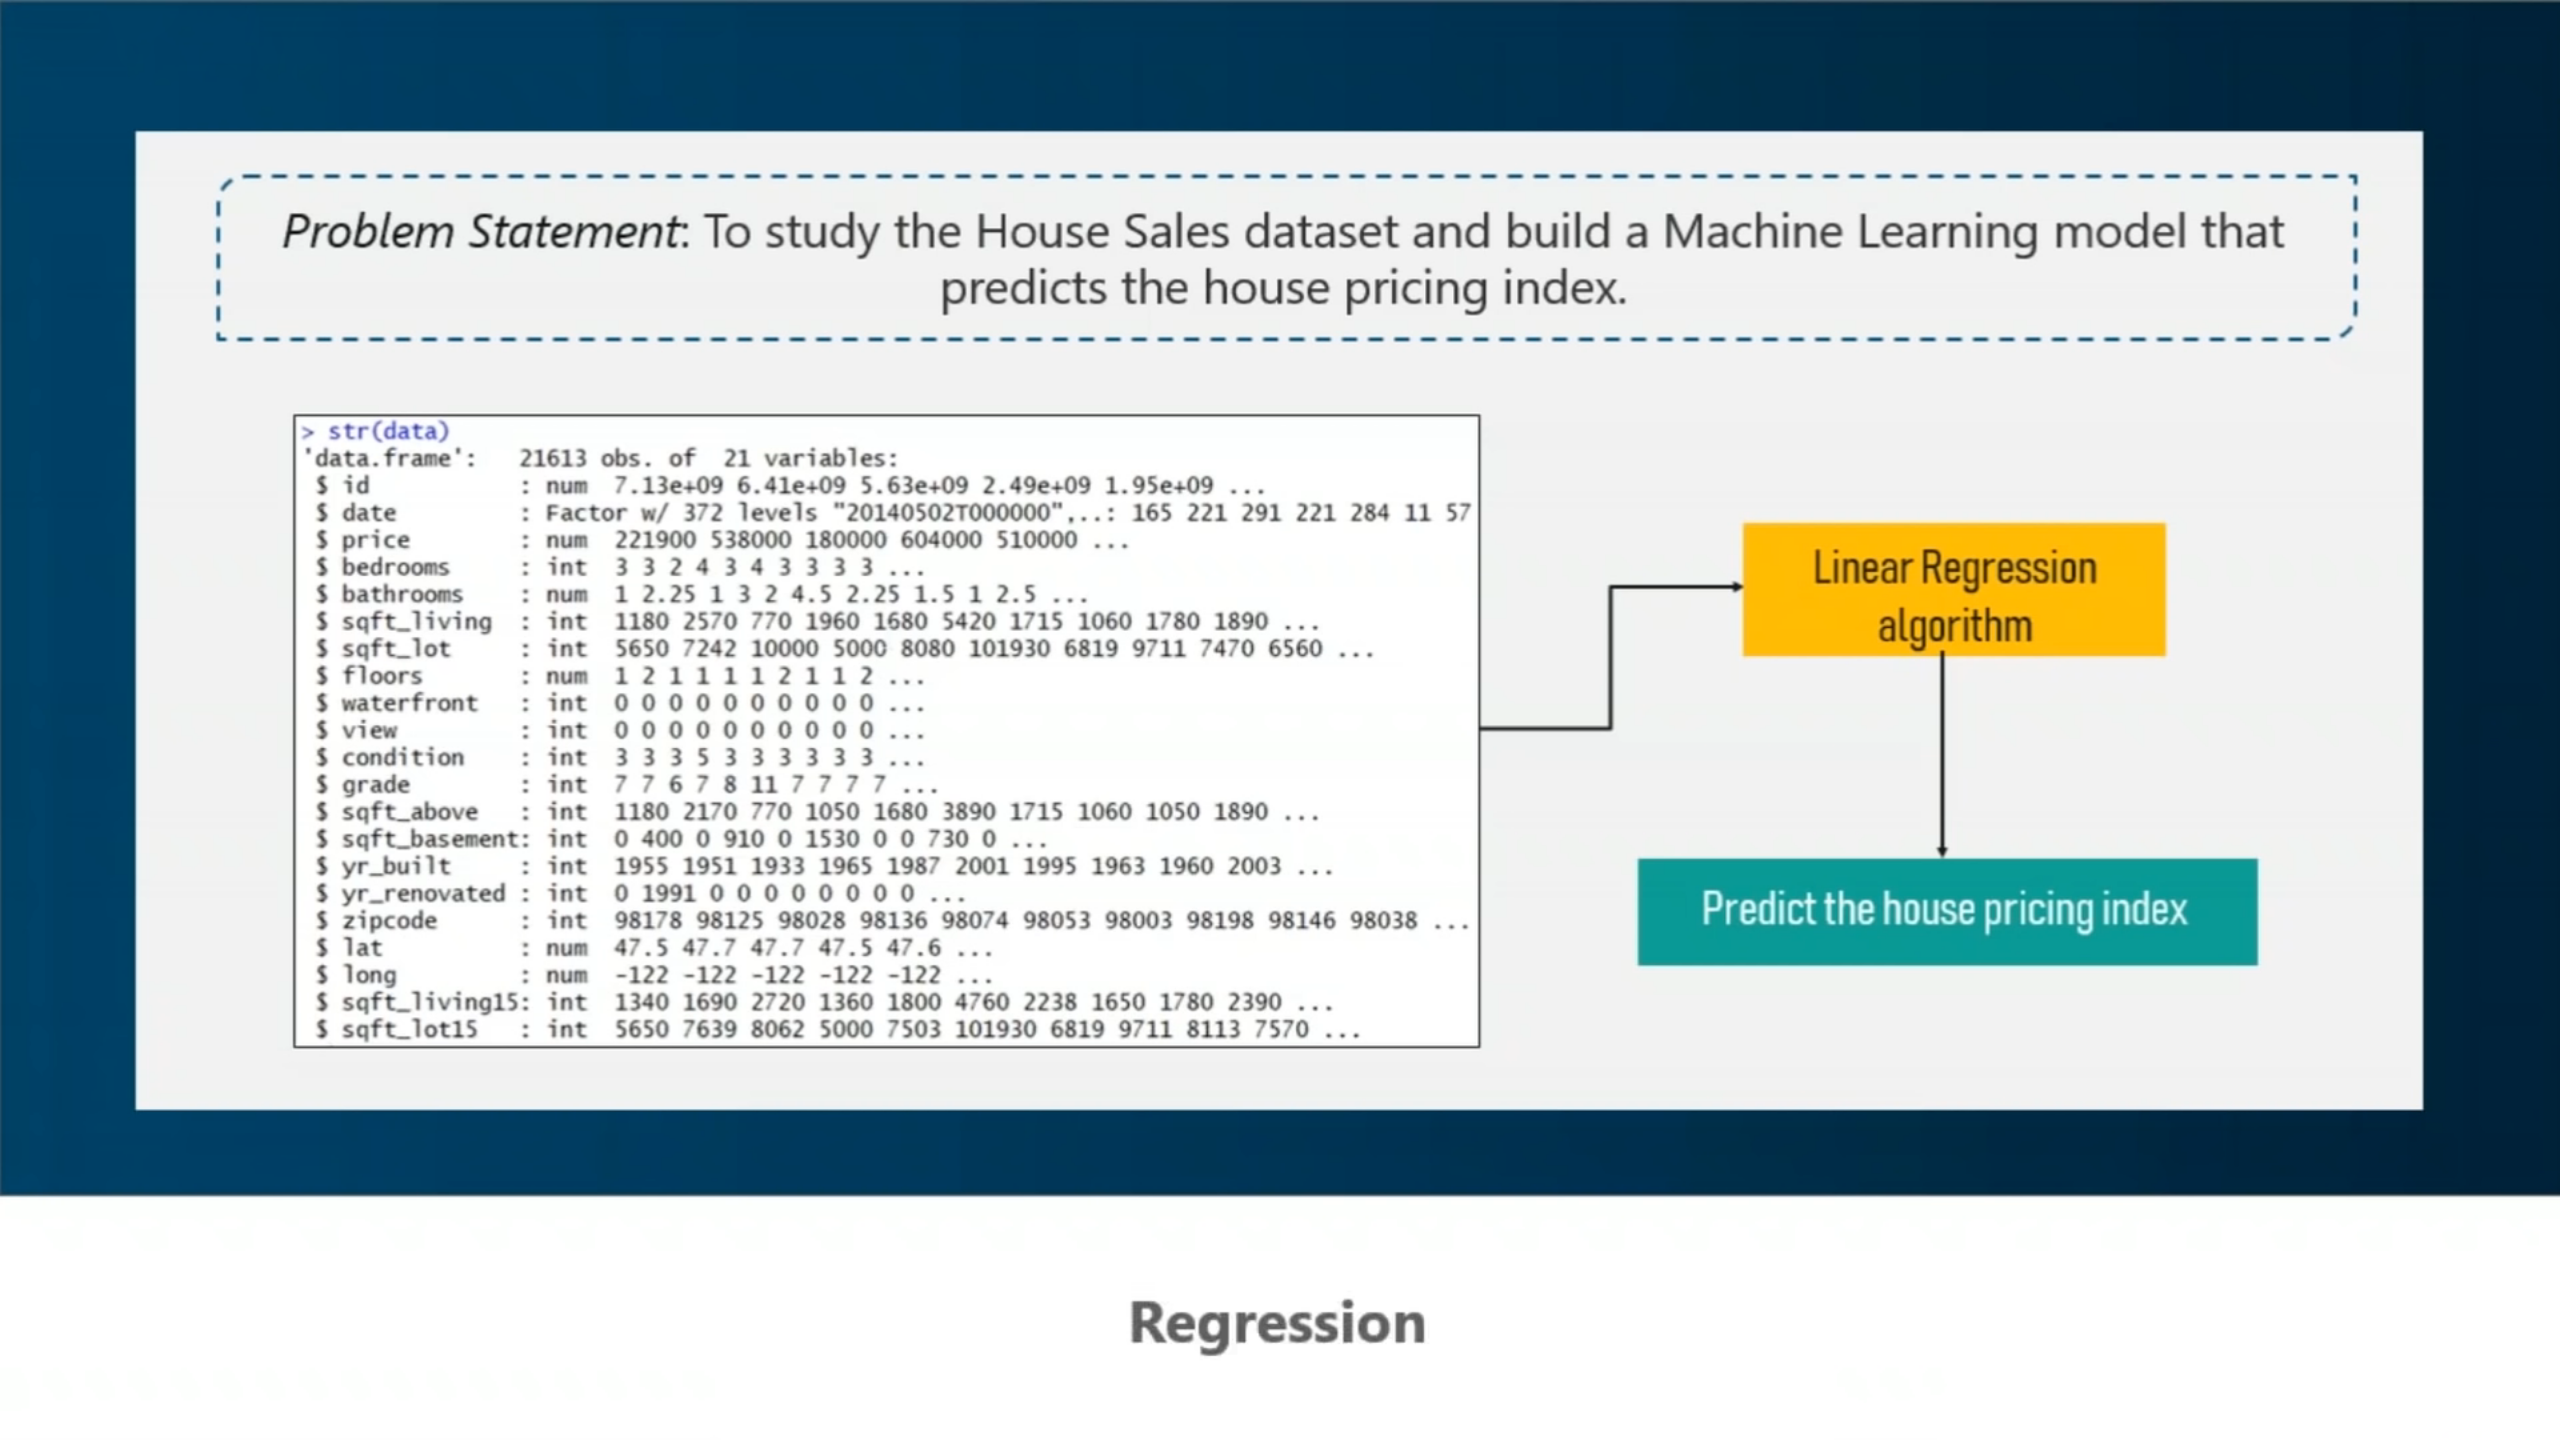 Problem Statement: To study the House Sales dataset and build a Machine Learning model that
predicts the house pricing index.
> str(data)
'data.frame':   21613 obs. of  21 variables:
 $ id           : num  7.13e+09 6.41e+09 5.63e+09 2.49e+09 1.95e+09 ...
 $ date         : Factor w/ 372 levels "20140502T000000",..: 165 221 291 221 284 11 57
 $ price        : num  221900 538000 180000 604000 510000 ...
 $ bedrooms     : int  3 3 2 4 3 4 3 3 3 3 ...
 $ bathrooms    : num  1 2.25 1 3 2 4.5 2.25 1.5 1 2.5 ...
 $ sqft_living  : int  1180 2570 770 1960 1680 5420 1715 1060 1780 1890 ...
 $ sqft_lot     : int  5650 7242 10000 5000 8080 101930 6819 9711 7470 6560 ...
 $ floors       : num  1 2 1 1 1 1 2 1 1 2 ...
 $ waterfront   : int  0 0 0 0 0 0 0 0 0 0 ...
 $ view         : int  0 0 0 0 0 0 0 0 0 0 ...
 $ condition    : int  3 3 3 5 3 3 3 3 3 3 ...
 $ grade        : int  7 7 6 7 8 11 7 7 7 7 ...
 $ sqft_above   : int  1180 2170 770 1050 1680 3890 1715 1060 1050 1890 ...
 $ sqft_basement: int  0 400 0 910 0 1530 0 0 730 0 ...
 $ yr_built     : int  1955 1951 1933 1965 1987 2001 1995 1963 1960 2003 ...
 $ yr_renovated : int  0 1991 0 0 0 0 0 0 0 0 ...
 $ zipcode      : int  98178 98125 98028 98136 98074 98053 98003 98198 98146 98038 ...
 $ lat          : num  47.5 47.7 47.7 47.5 47.6 ...
 $ long         : num  -122 -122 -122 -122 -122 ...
 $ sqft_living15: int  1340 1690 2720 1360 1800 4760 2238 1650 1780 2390 ...
 $ sqft_lot15   : int  5650 7639 8062 5000 7503 101930 6819 9711 8113 7570 ...
Linear Regression
algorithm
Predict the house pricing index
Regression